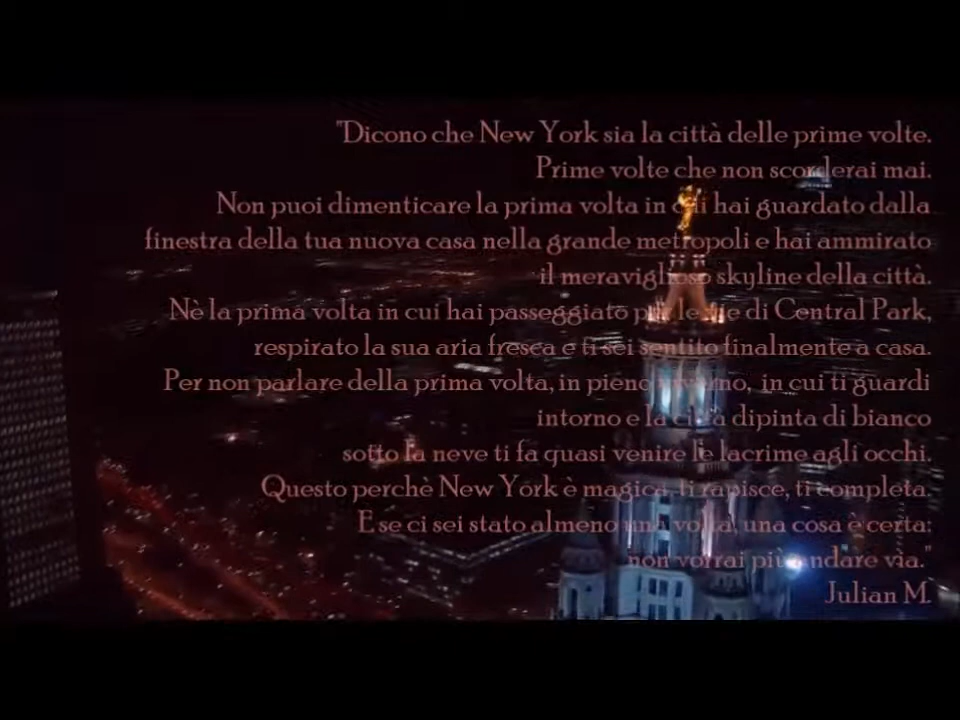 "Dicono che New York sia la città delle prime volte.
Prime volte che non scorderai mai.
Non puoi dimenticare la prima volta in cui hai guardato dalla
finestra della tua nuova casa nella grande metropoli e hai ammirato
il meraviglioso skyline della città.
Nè la prima volta in cui hai passeggiato per le vie di Central Park,
respirato la sua aria fresca e ti sei sentito finalmente a casa.
Per non parlare della prima volta, in pieno inverno, in cui ti guardi
intorno e la città dipinta di bianco
sotto la neve ti fa quasi venire le lacrime agli occhi.
Questo perchè New York è magica, ti rapisce, ti completa.
E se ci sei stato almeno una volta, una cosa è certa:
non vorrai più andare vìa."
Julian M.